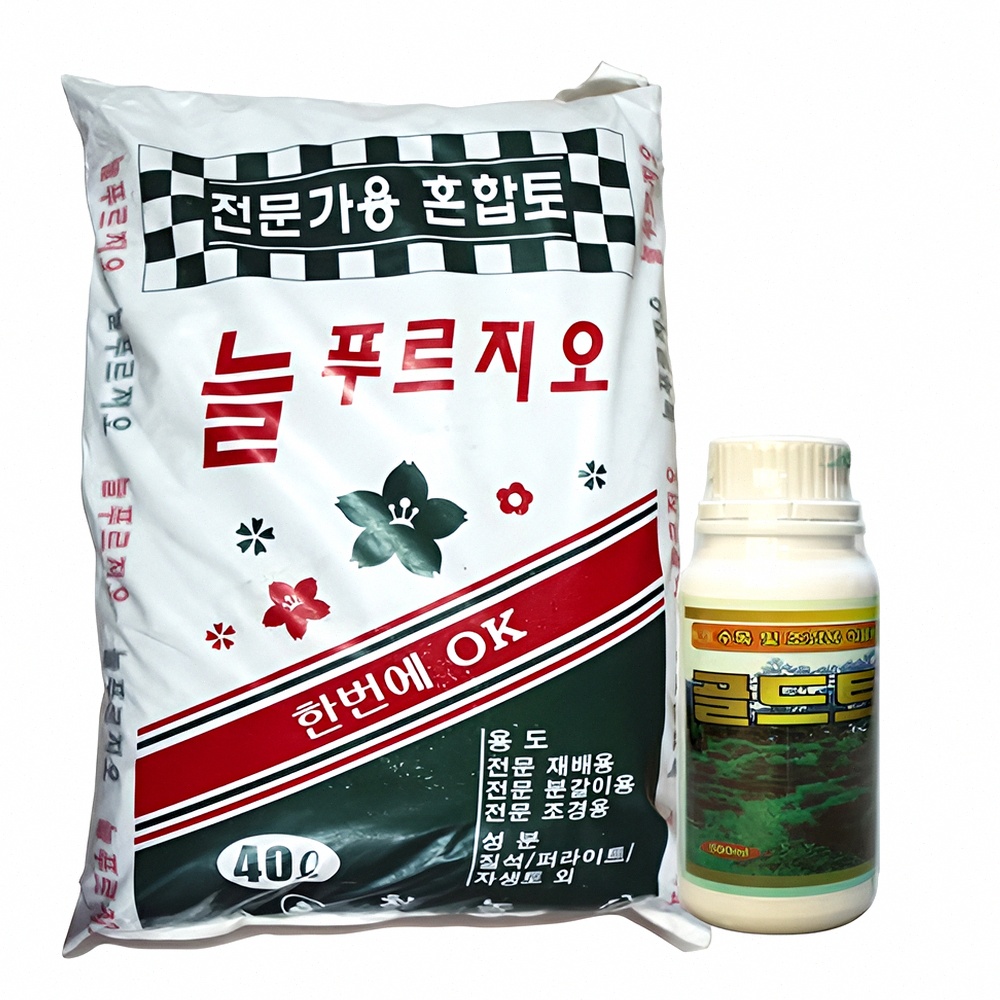 전문가용 혼합토
늘 푸르지오
한번에 OK
용 도
전문 재배용
전문 분갈이용
전문 조경용
성 분
질석/퍼라이트/
자생토 외
40ℓ
늘푸르지오
늘푸르지오
늘푸르지오
늘푸르지오
골드
500ml